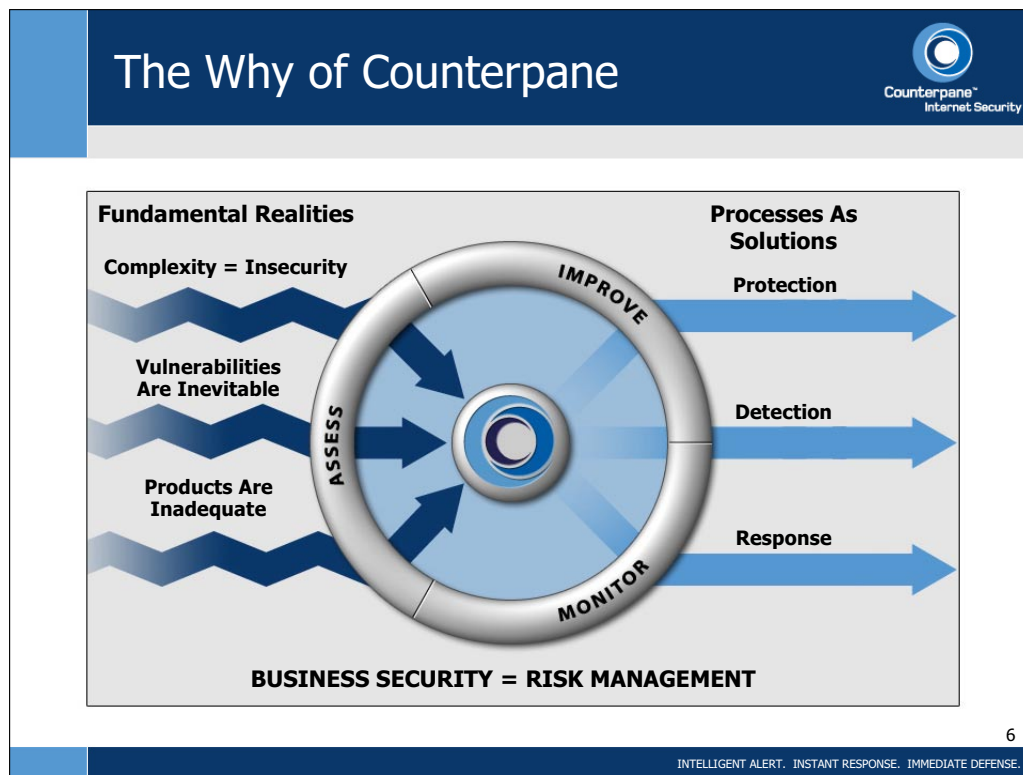 The Why of Counterpane
Counterpane™
Internet Security
Fundamental Realities
Processes As
Solutions
Complexity = Insecurity
Vulnerabilities
Are Inevitable
Products Are
Inadequate
ASSESS
IMPROVE
MONITOR
Protection
Detection
Response
BUSINESS SECURITY = RISK MANAGEMENT
6
INTELLIGENT ALERT. INSTANT RESPONSE. IMMEDIATE DEFENSE.